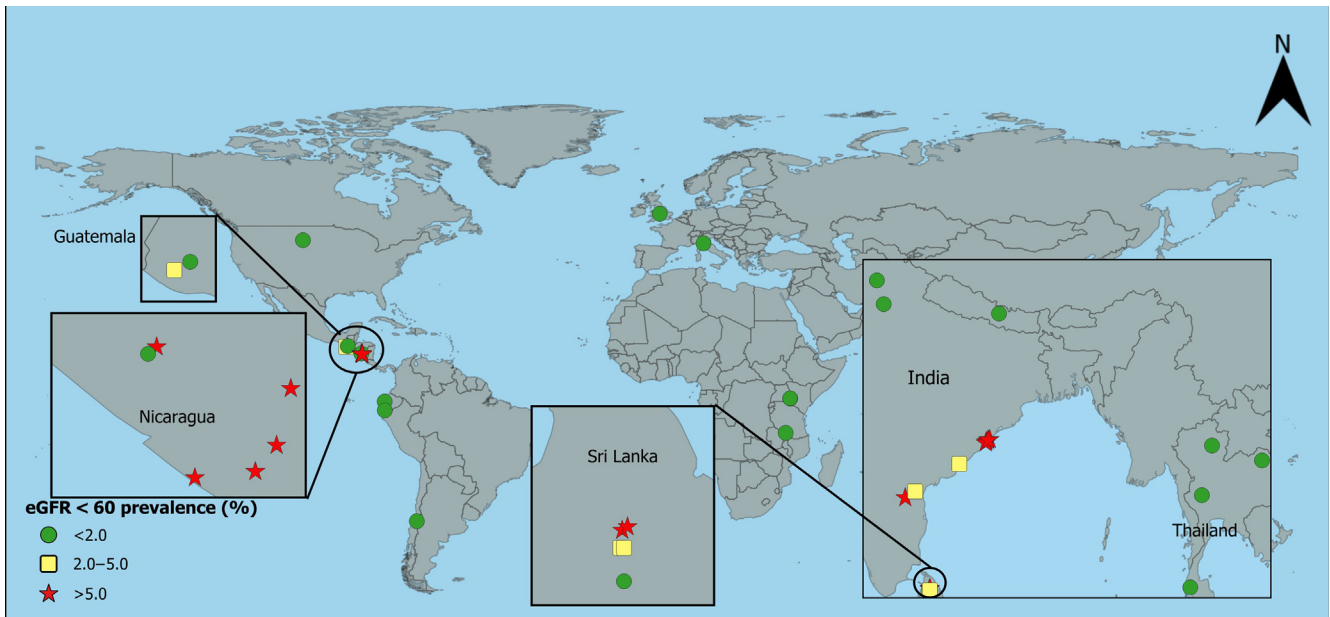 N
Guatemala
Nicaragua
India
Sri Lanka
Thailand
eGFR < 60 prevalence (%)
<2.0
2.0–5.0
>5.0